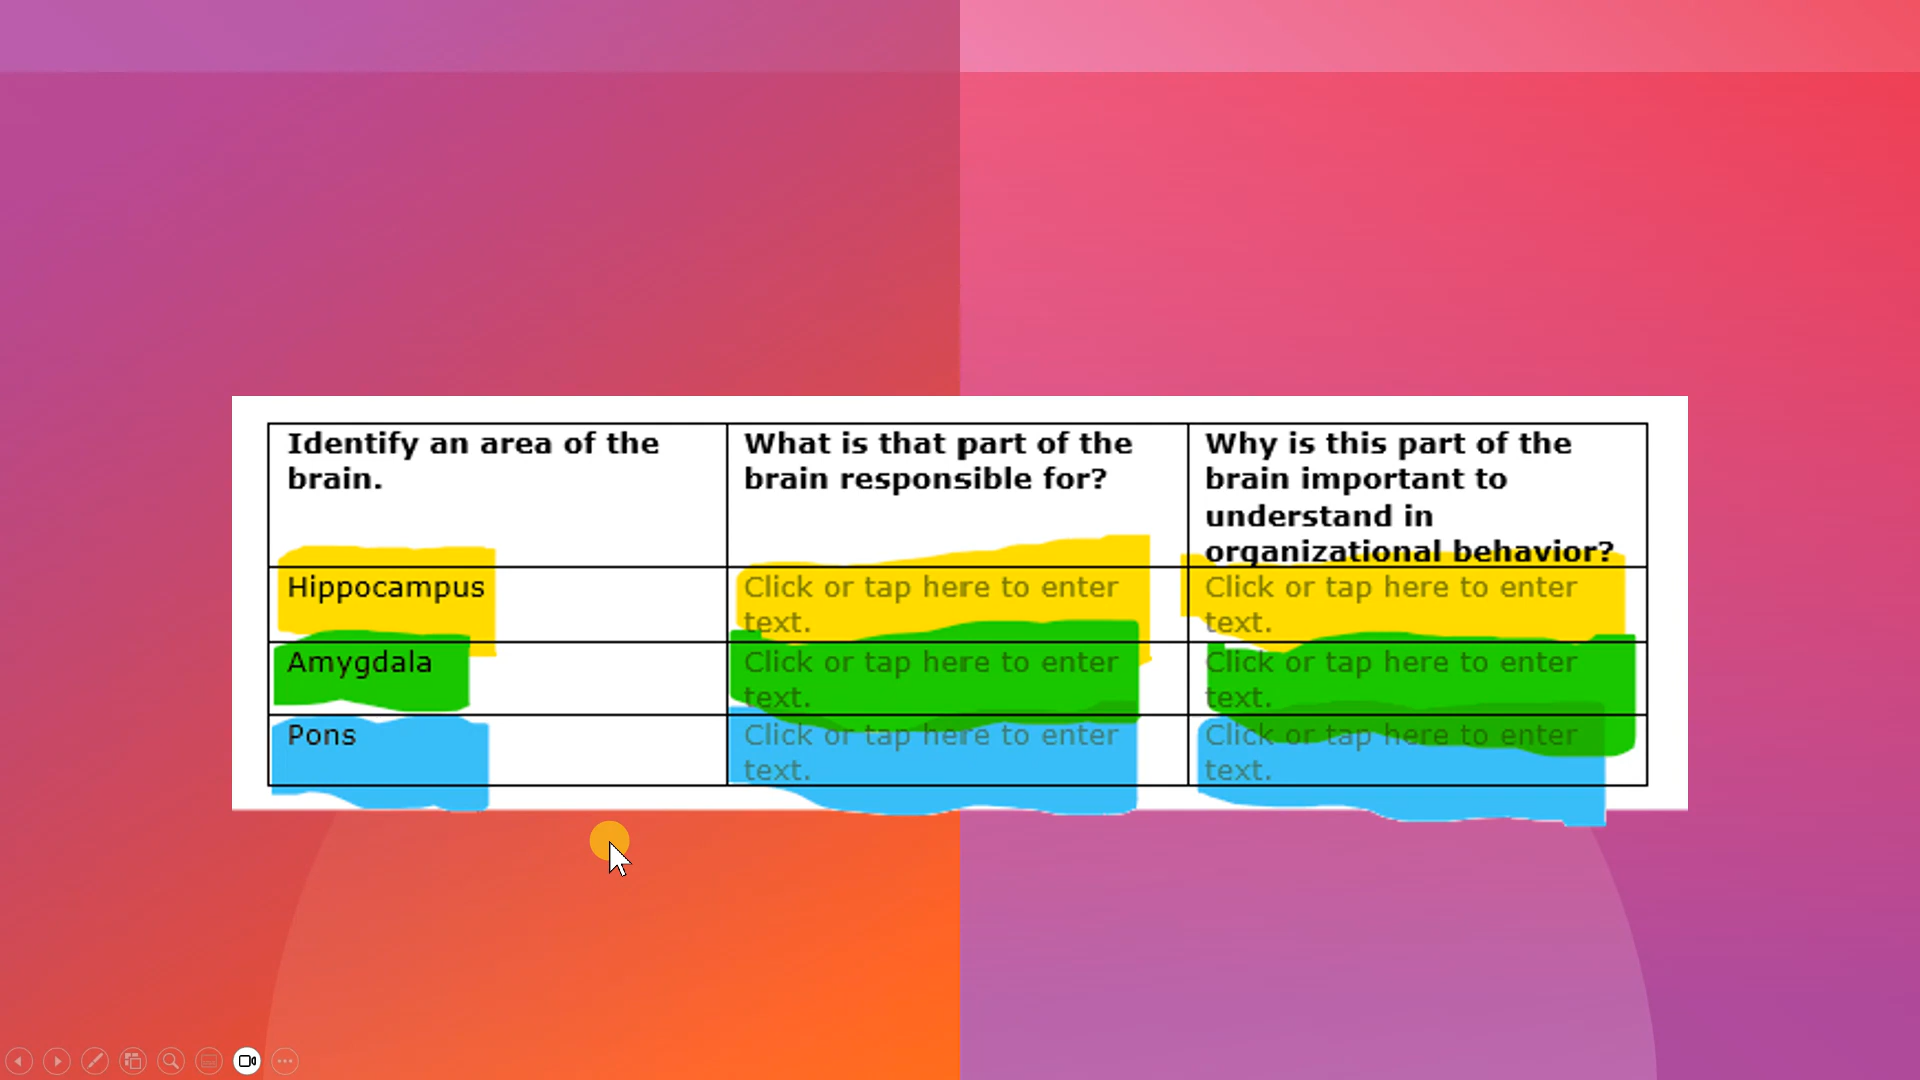 Identify an area of the
brain.
What is that part of the
brain responsible for?
Why is this part of the
brain important to
understand in
organizational behavior?
Hippocampus
Click or tap here to enter
text.
Click or tap here to enter
text.
Amygdala
Click or tap here to enter
text.
Click or tap here to enter
text.
Pons
Click or tap here to enter
text.
Click or tap here to enter
text.